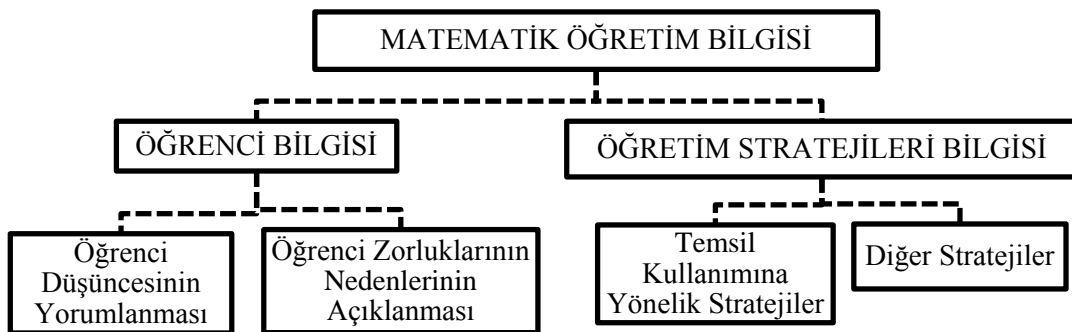 MATEMATİK ÖĞRETİM BİLGİSİ
ÖĞRENCİ BİLGİSİ
ÖĞRETİM STRATEJİLERİ BİLGİSİ
Öğrenci
Düşüncesinin
Yorumlanması
Öğrenci Zorluklarının
Nedenlerinin
Açıklanması
Temsil
Kullanımına
Yönelik Stratejiler
Diğer Stratejiler